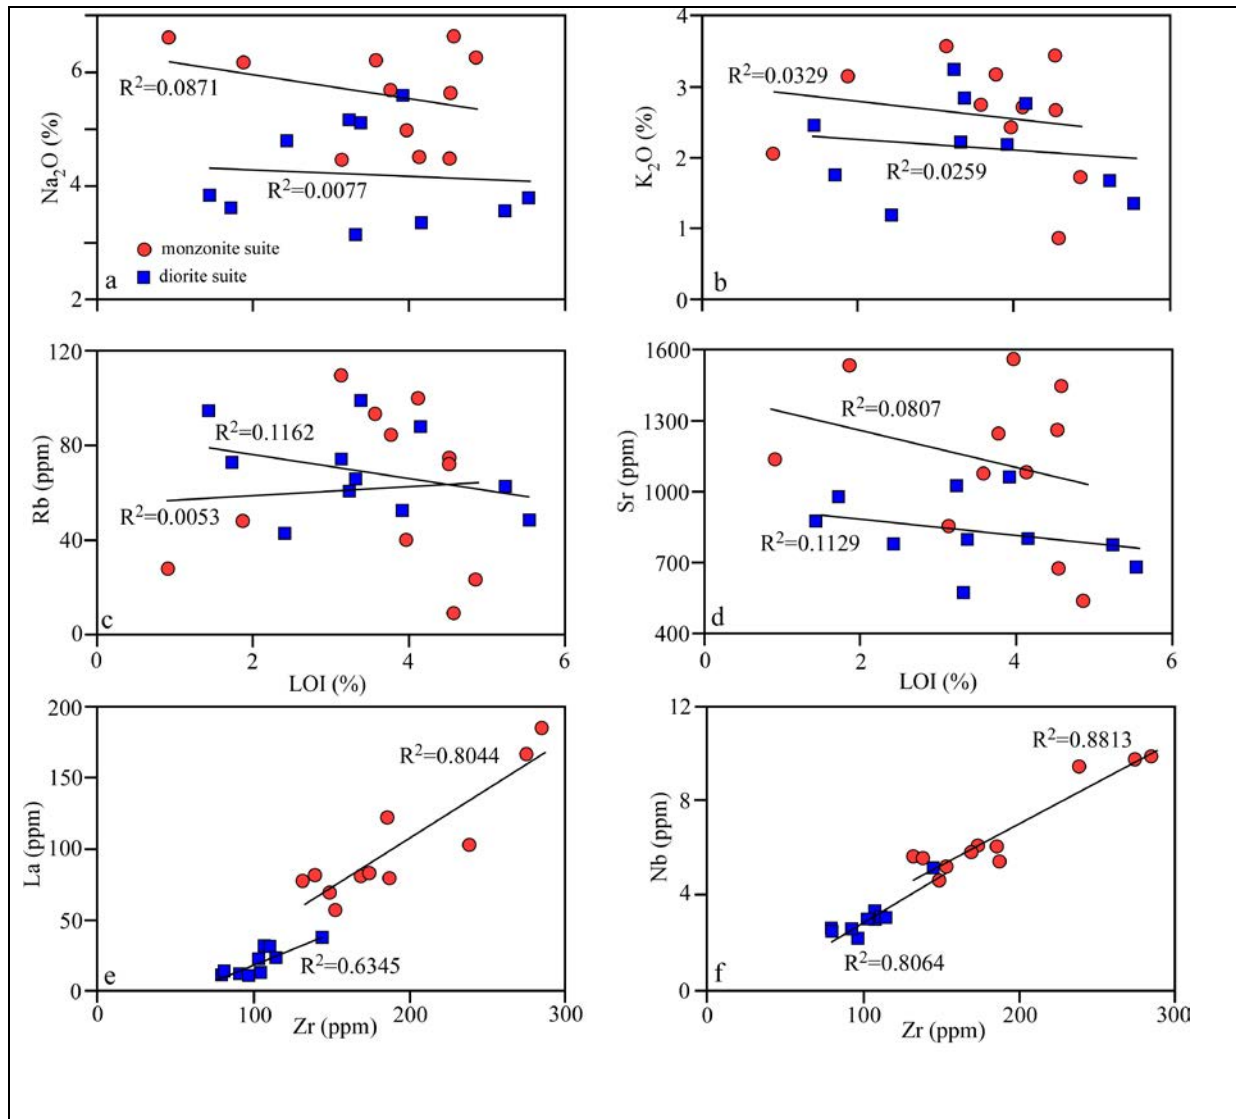 6
4
2
Na2O (%)
R2=0.0871
R2=0.0077
monzonite suite
diorite suite
a
4
3
2
1
0
K2O (%)
R2=0.0329
R2=0.0259
b
120
80
40
0
Rb (ppm)
R2=0.1162
R2=0.0053
c
0 2 4 6
LOI (%)
1600
1300
1000
700
400
Sr (ppm)
R2=0.0807
R2=0.1129
d
0 2 4 6
LOI (%)
200
150
100
50
0
La (ppm)
R2=0.8044
R2=0.6345
e
0 100 200 300
Zr (ppm)
12
8
4
0
Nb (ppm)
R2=0.8813
R2=0.8064
f
0 100 200 300
Zr (ppm)